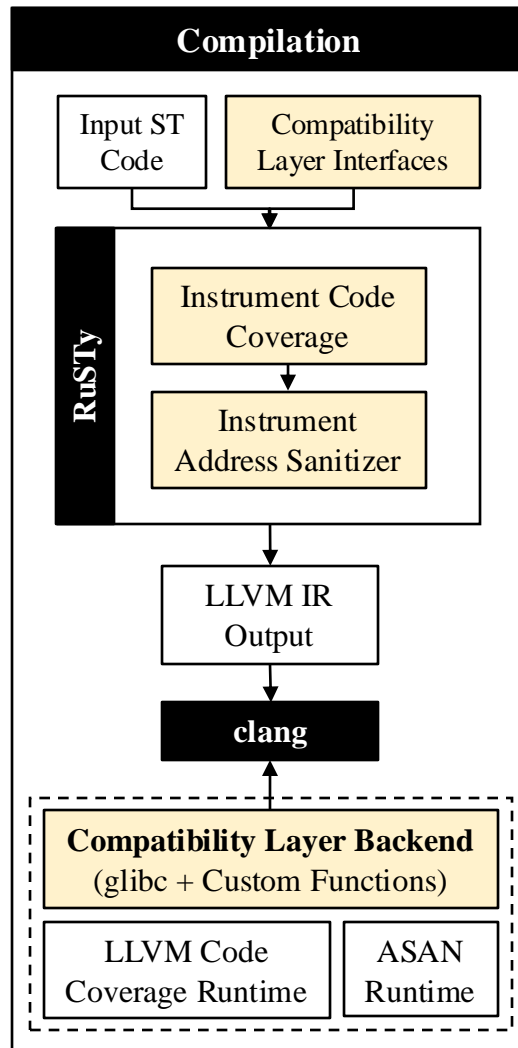 Compilation
Input ST
Code
Compatibility
Layer Interfaces
RuSTy
Instrument Code
Coverage
Instrument
Address Sanitizer
LLVM IR
Output
clang
Compatibility Layer Backend
(glibc + Custom Functions)
LLVM Code
Coverage Runtime
ASAN
Runtime